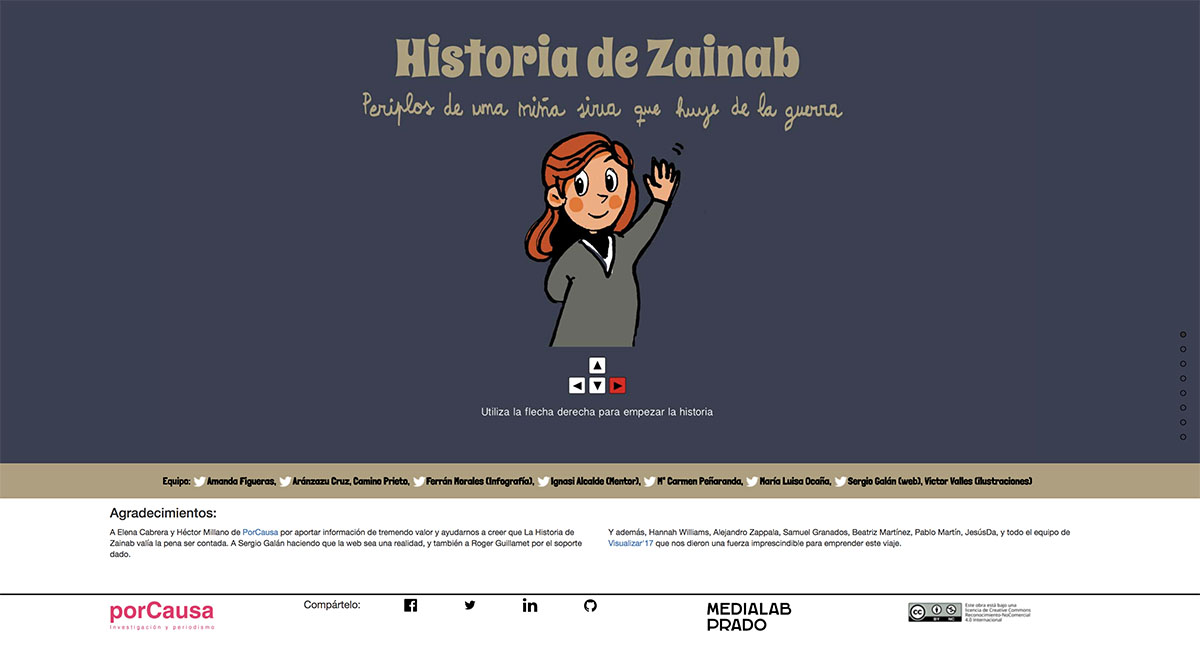 Historia de Zainab
Periplos de una niña siria que huye de la guerra
Utiliza la flecha derecha para empezar la historia
Equipo: Amanda Figueras, Aránzazu Cruz, Camino Prieto, Ferrán Morales (Infografía), Ignasi Alcalde (Mentor), Mª Carmen Peñaranda, María Luisa Ocaña, Sergio Galán (web), Victor Valles (ilustraciones)
Agradecimientos:
A Elena Cabrera y Héctor Millano de PorCausa por aportar información de tremendo valor y ayudarnos a creer que La Historia de
Zainab valía la pena ser contada. A Sergio Galán haciendo que la web sea una realidad, y también a Roger Guillamet por el soporte
dado.
Y además, Hannah Williams, Alejandro Zappala, Samuel Granados, Beatriz Martínez, Pablo Martín, JesúsDa, y todo el equipo de
Visualizar'17 que nos dieron una fuerza imprescindible para emprender este viaje.
porCausa
Investigación y periodismo
Compártelo:
MEDIALAB
PRADO
cc
BY NC
Este obra está bajo una
licencia de Creative Commons
Reconocimiento-NoComercial
4.0 Internacional